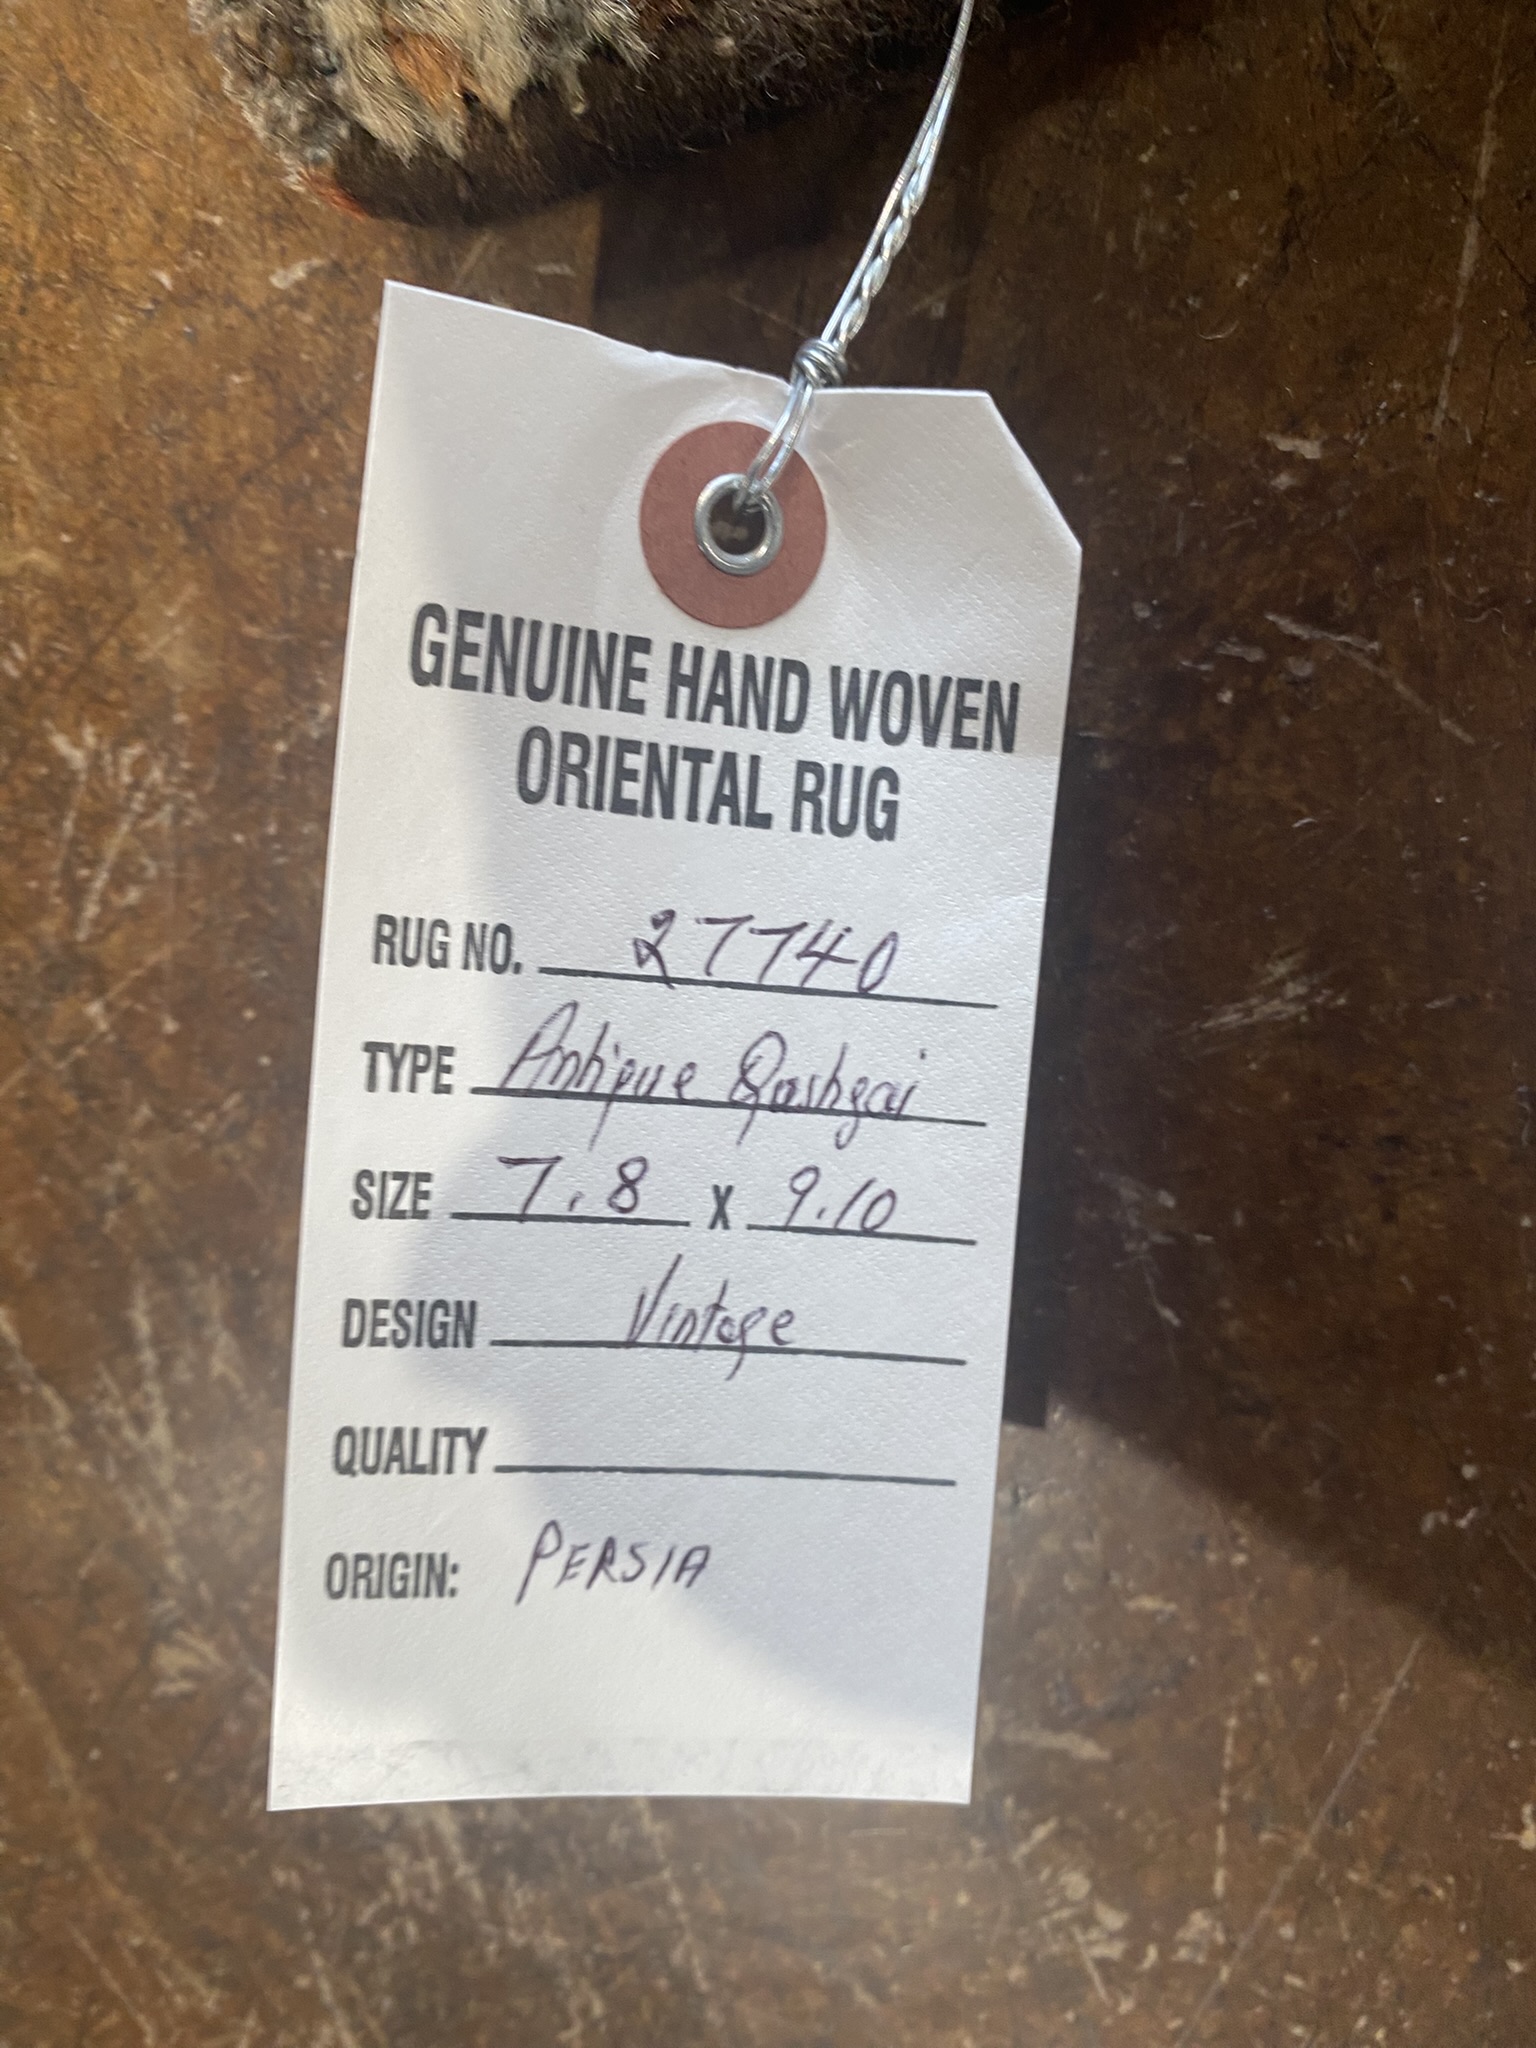 GENUINE HAND WOVEN
ORIENTAL RUG
RUG NO. 27740
TYPE Antique Qashgai
SIZE 7.8 X 9.10
DESIGN Vintage
QUALITY
ORIGIN: PERSIA